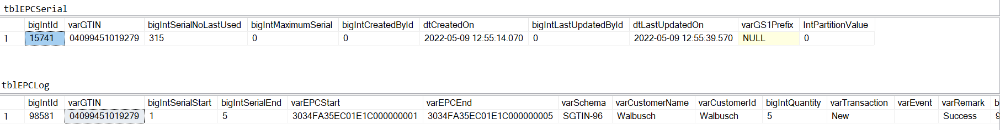 tblEPCSerial
bigIntId varGTIN bigIntSerialNoLastUsed bigIntMaximumSerial bigIntCreatedById dtCreatedOn bigIntLastUpdatedById dtLastUpdatedOn varGS1Prefix IntPartitionValue
1 15741 04099451019279 315 0 0 2022-05-09 12:55:14.070 0 2022-05-09 12:55:39.570 NULL 0
tblEPCLog
bigIntId varGTIN bigIntSerialStart bigIntSerialEnd varEPCStart varEPCEnd varSchema varCustomerName varCustomerId bigIntQuantity varTransaction varEvent varRemark b
1 98581 04099451019279 1 5 3034FA35EC01E1C000000001 3034FA35EC01E1C000000005 SGTIN-96 Walbusch Walbusch 5 New Success 9